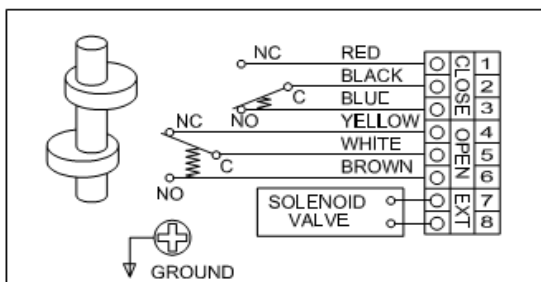 NC RED 1
BLACK 2
C
BLUE 3
NO
CLOSE
NC YELLOW 4
WHITE 5
C
BROWN 6
NO
OPEN
SOLENOID 7
VALVE 8
EXT
GROUND